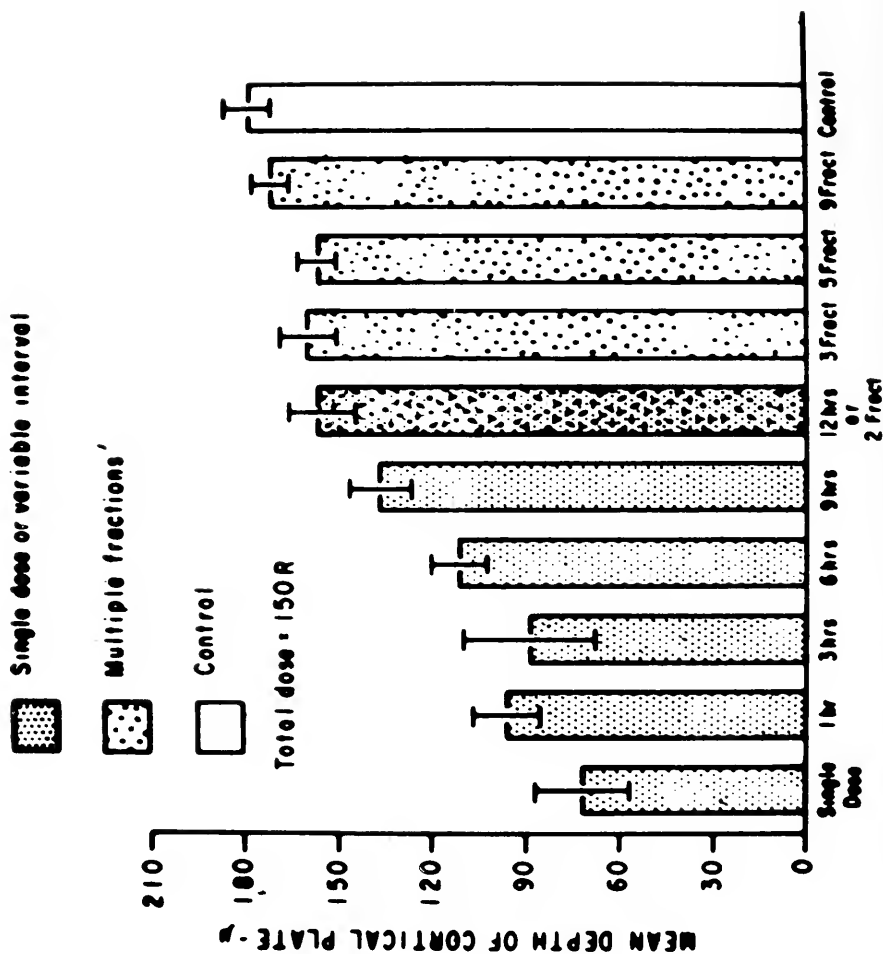 Single dose or variable interval
Multiple fractions'
Control
Total dose = 150R
MEAN DEPTH OF CORTICAL PLATE - μ
210
180
150
120
90
60
30
0
Single Dose
1 hr
3 hrs
6 hrs
9 hrs
12 hrs or 2 Fract
3 Fract
5 Fract
9 Fract
Control